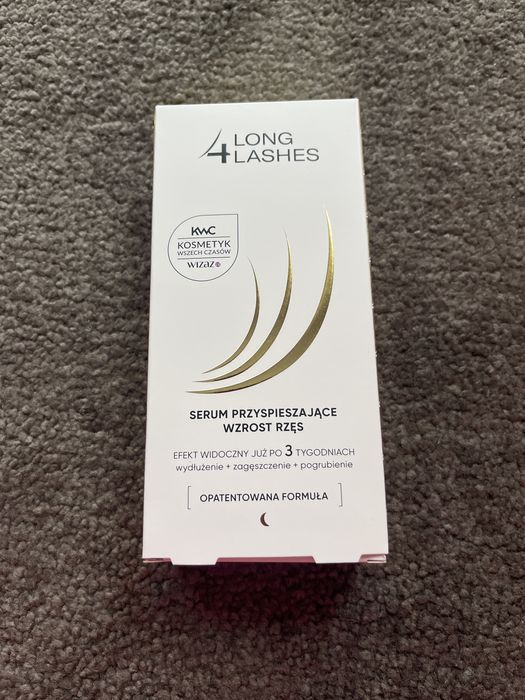 4 LONG
LASHES
KWC
KOSMETYK
WSZECH CZASÓW
wizaż
SERUM PRZYSPIESZAJĄCE
WZROST RZĘS
EFEKT WIDOCZNY JUŻ PO 3 TYGODNIACH
wydłużenie + zagęszczenie + pogrubienie
OPATENTOWANA FORMUŁA